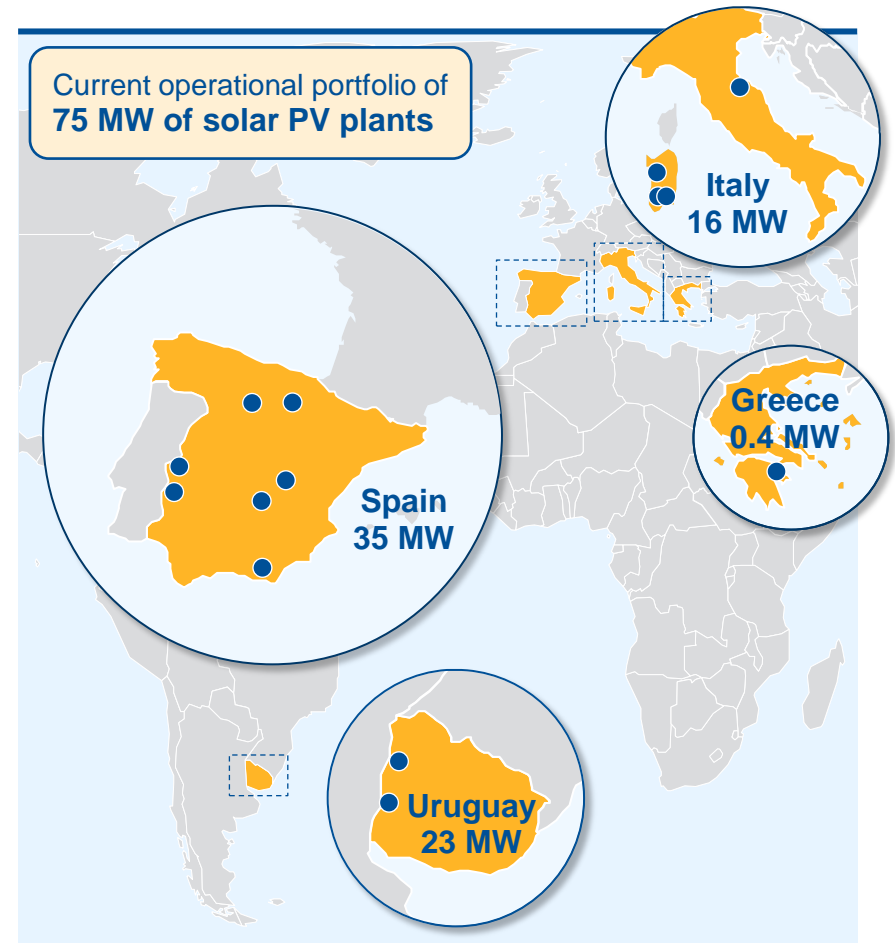 Current operational portfolio of
75 MW of solar PV plants
Italy
16 MW
Greece
0.4 MW
Spain
35 MW
Uruguay
23 MW